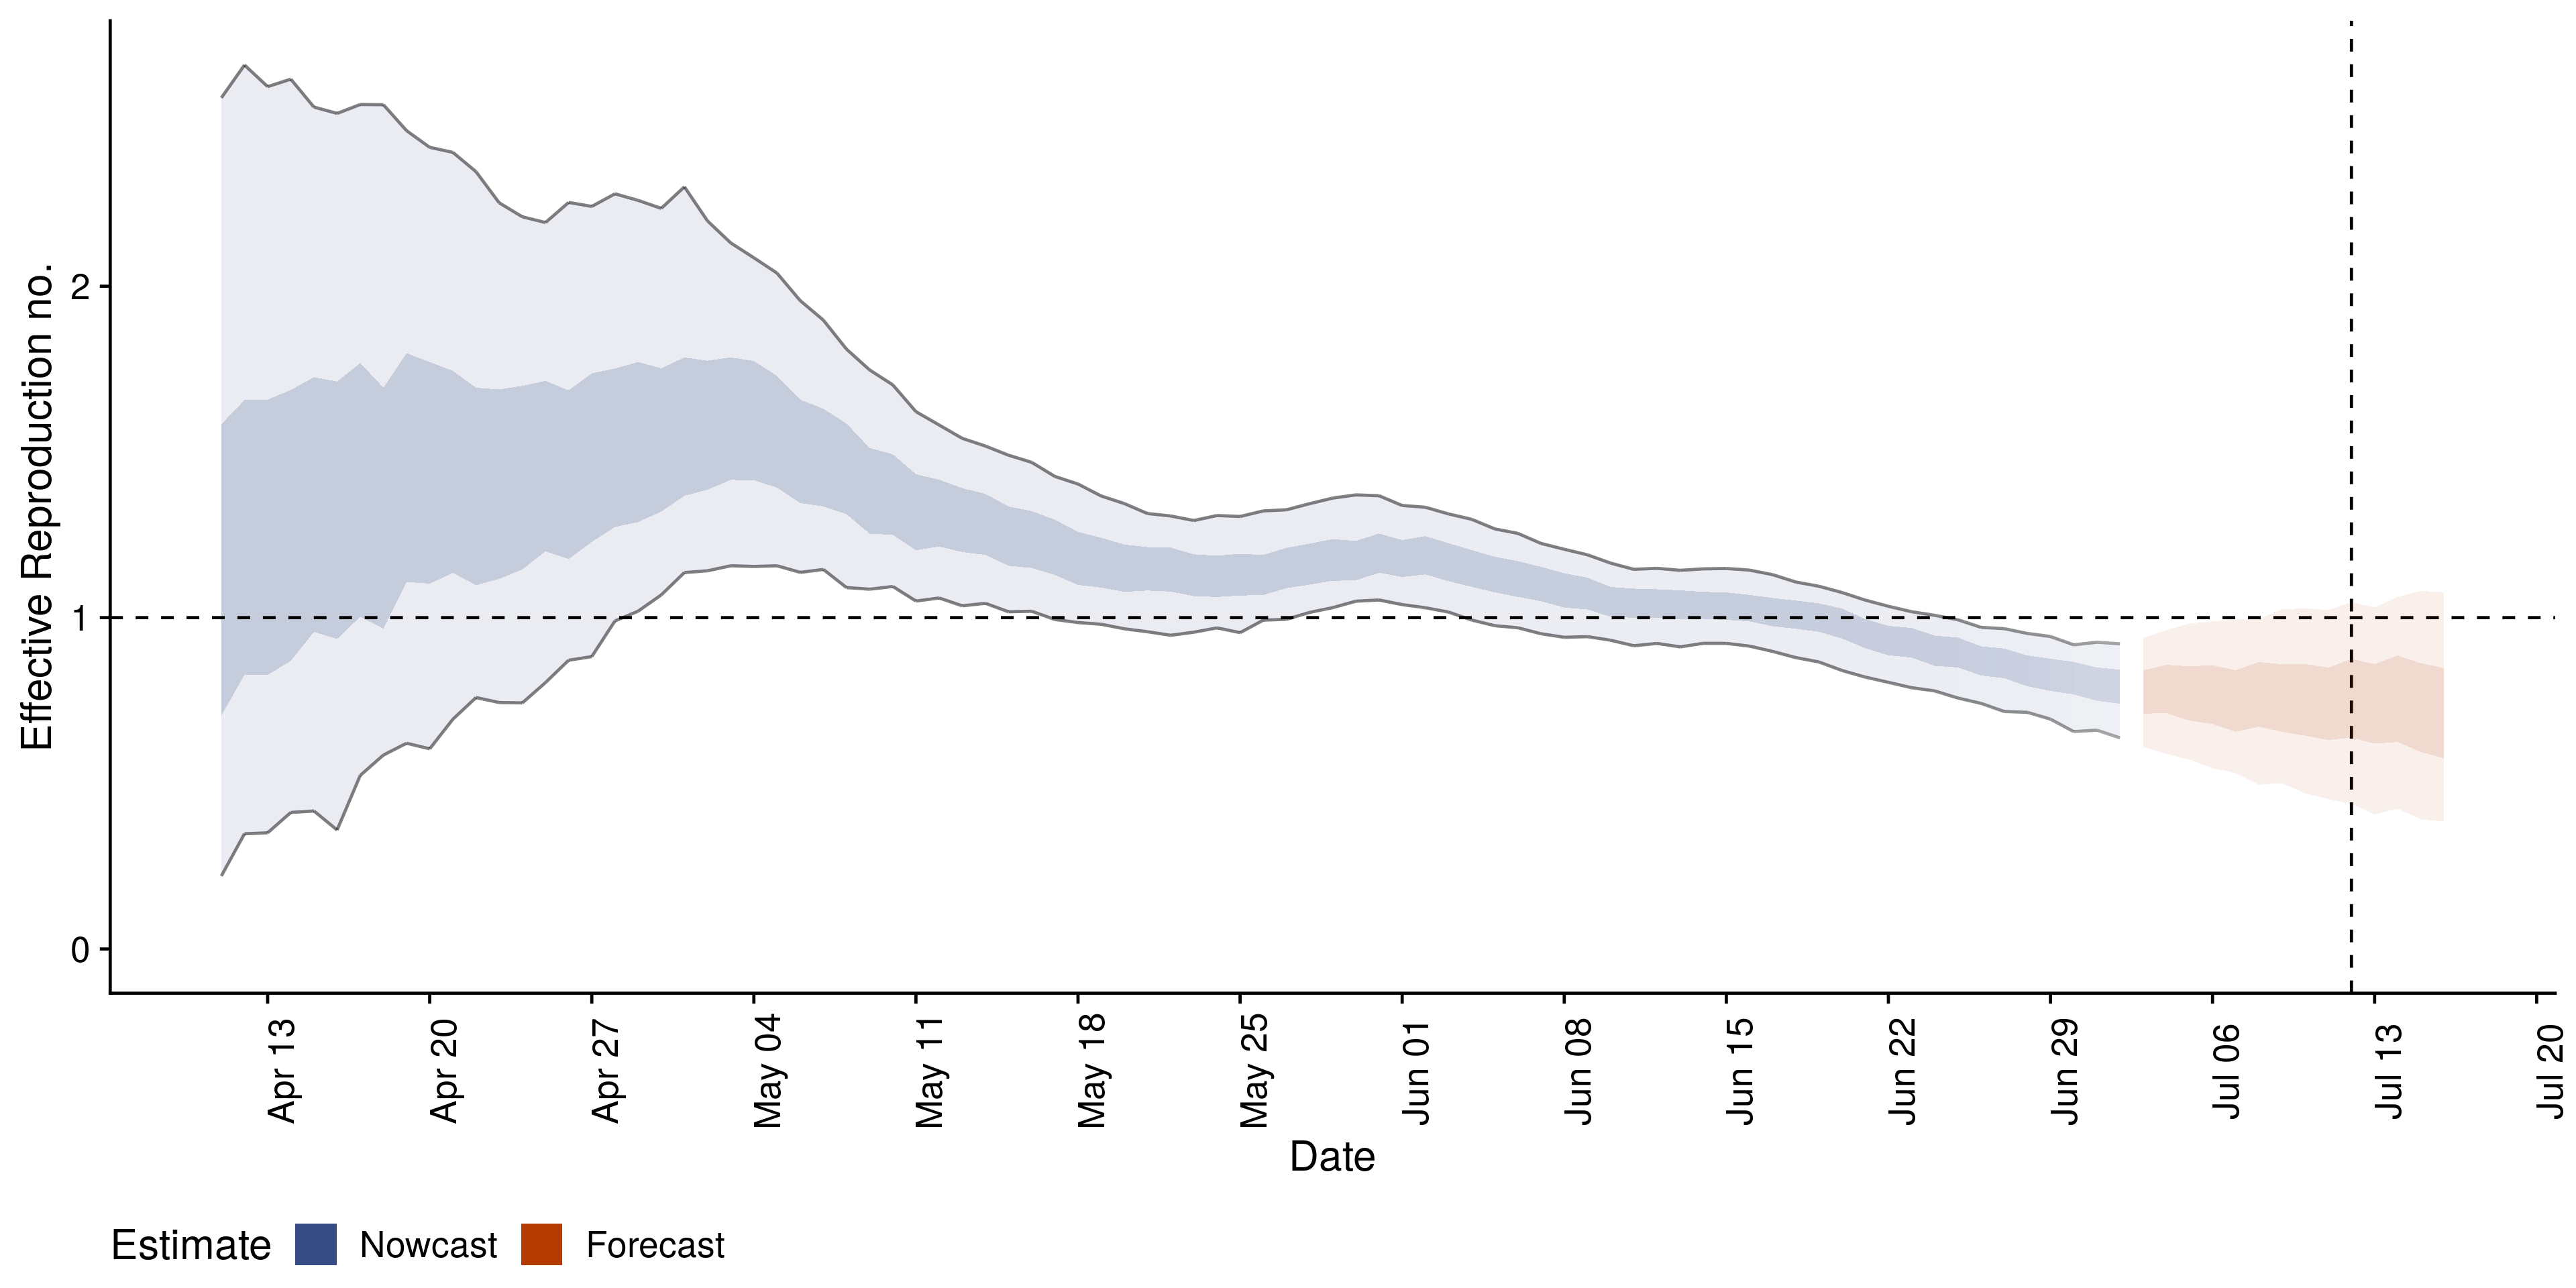 Effective Reproduction no.
2
1
0
Apr 13
Apr 20
Apr 27
May 04
May 11
May 18
May 25
Jun 01
Jun 08
Jun 15
Jun 22
Jun 29
Jul 06
Jul 13
Jul 20
Date
Estimate Nowcast Forecast